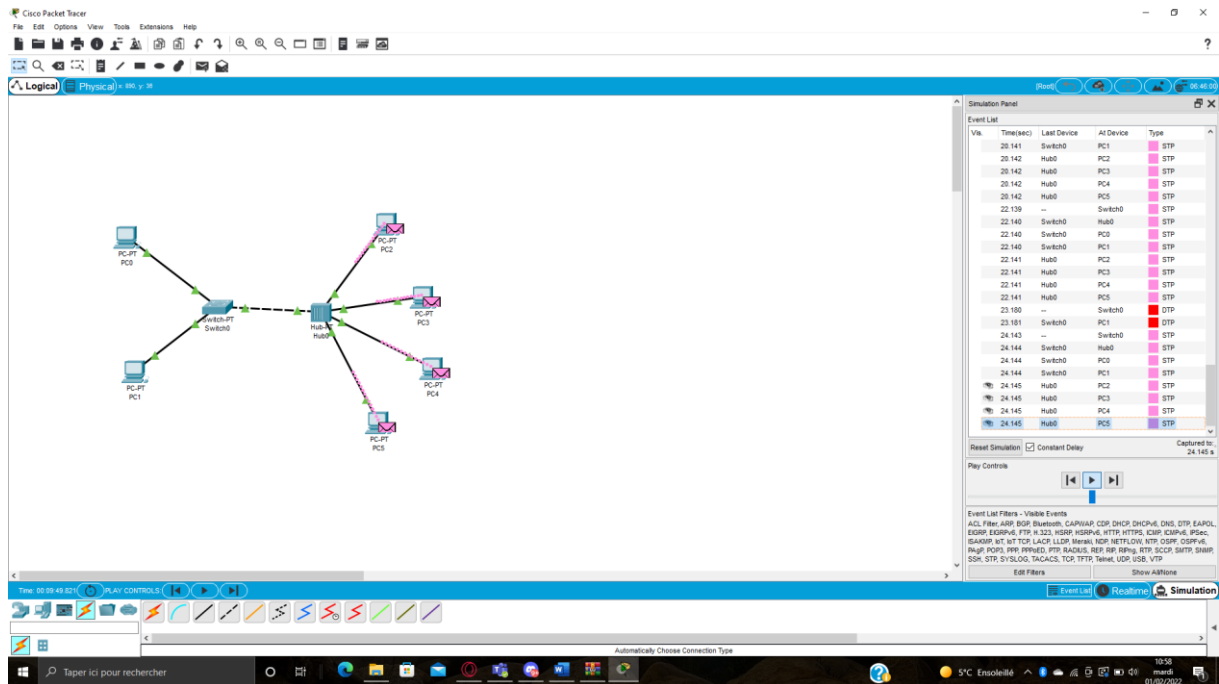 Cisco Packet Tracer
File Edit Options View Tools Extensions Help
?
Logical Physical x: 890, y: 38
[Root] 06:46:00
Simulation Panel
Event List
Vis. Time(sec) Last Device At Device Type
20.141 Switch0 PC1 STP
20.142 Hub0 PC2 STP
20.142 Hub0 PC3 STP
20.142 Hub0 PC4 STP
20.142 Hub0 PC5 STP
22.139 -- Switch0 STP
22.140 Switch0 Hub0 STP
22.140 Switch0 PC0 STP
22.140 Switch0 PC1 STP
22.141 Hub0 PC2 STP
22.141 Hub0 PC3 STP
22.141 Hub0 PC4 STP
22.141 Hub0 PC5 STP
23.180 -- Switch0 DTP
23.181 Switch0 PC1 DTP
24.143 -- Switch0 STP
24.144 Switch0 Hub0 STP
24.144 Switch0 PC0 STP
24.144 Switch0 PC1 STP
24.145 Hub0 PC2 STP
24.145 Hub0 PC3 STP
24.145 Hub0 PC4 STP
24.145 Hub0 PC5 STP
Reset Simulation Constant Delay Captured to:
24.145 s
Play Controls
Event List Filters - Visible Events
ACL Filter, ARP, BGP, Bluetooth, CAPWAP, CDP, DHCP, DHCPv6, DNS, DTP, EAPOL,
EIGRP, EIGRPv6, FTP, H.323, HSRP, HSRPv6, HTTP, HTTPS, ICMP, ICMPv6, IPSec,
ISAKMP, IoT, IoT TCP, LACP, LLDP, Meraki, NDP, NETFLOW, NTP, OSPF, OSPFv6,
PAgP, POP3, PPP, PPPoED, PTP, RADIUS, REP, RIP, RIPng, RTP, SCCP, SMTP, SNMP,
SSH, STP, SYSLOG, TACACS, TCP, TFTP, Telnet, UDP, USB, VTP
Edit Filters Show All/None
PC-PT
PC0
PC-PT
PC1
Switch-PT
Switch0
Hub-PT
Hub0
PC-PT
PC2
PC-PT
PC3
PC-PT
PC4
PC-PT
PC5
Time: 00:09:49.821 PLAY CONTROLS:
Event List Realtime Simulation
Automatically Choose Connection Type
Taper ici pour rechercher
5°C Ensoleillé
10:58
mardi
01/02/2022